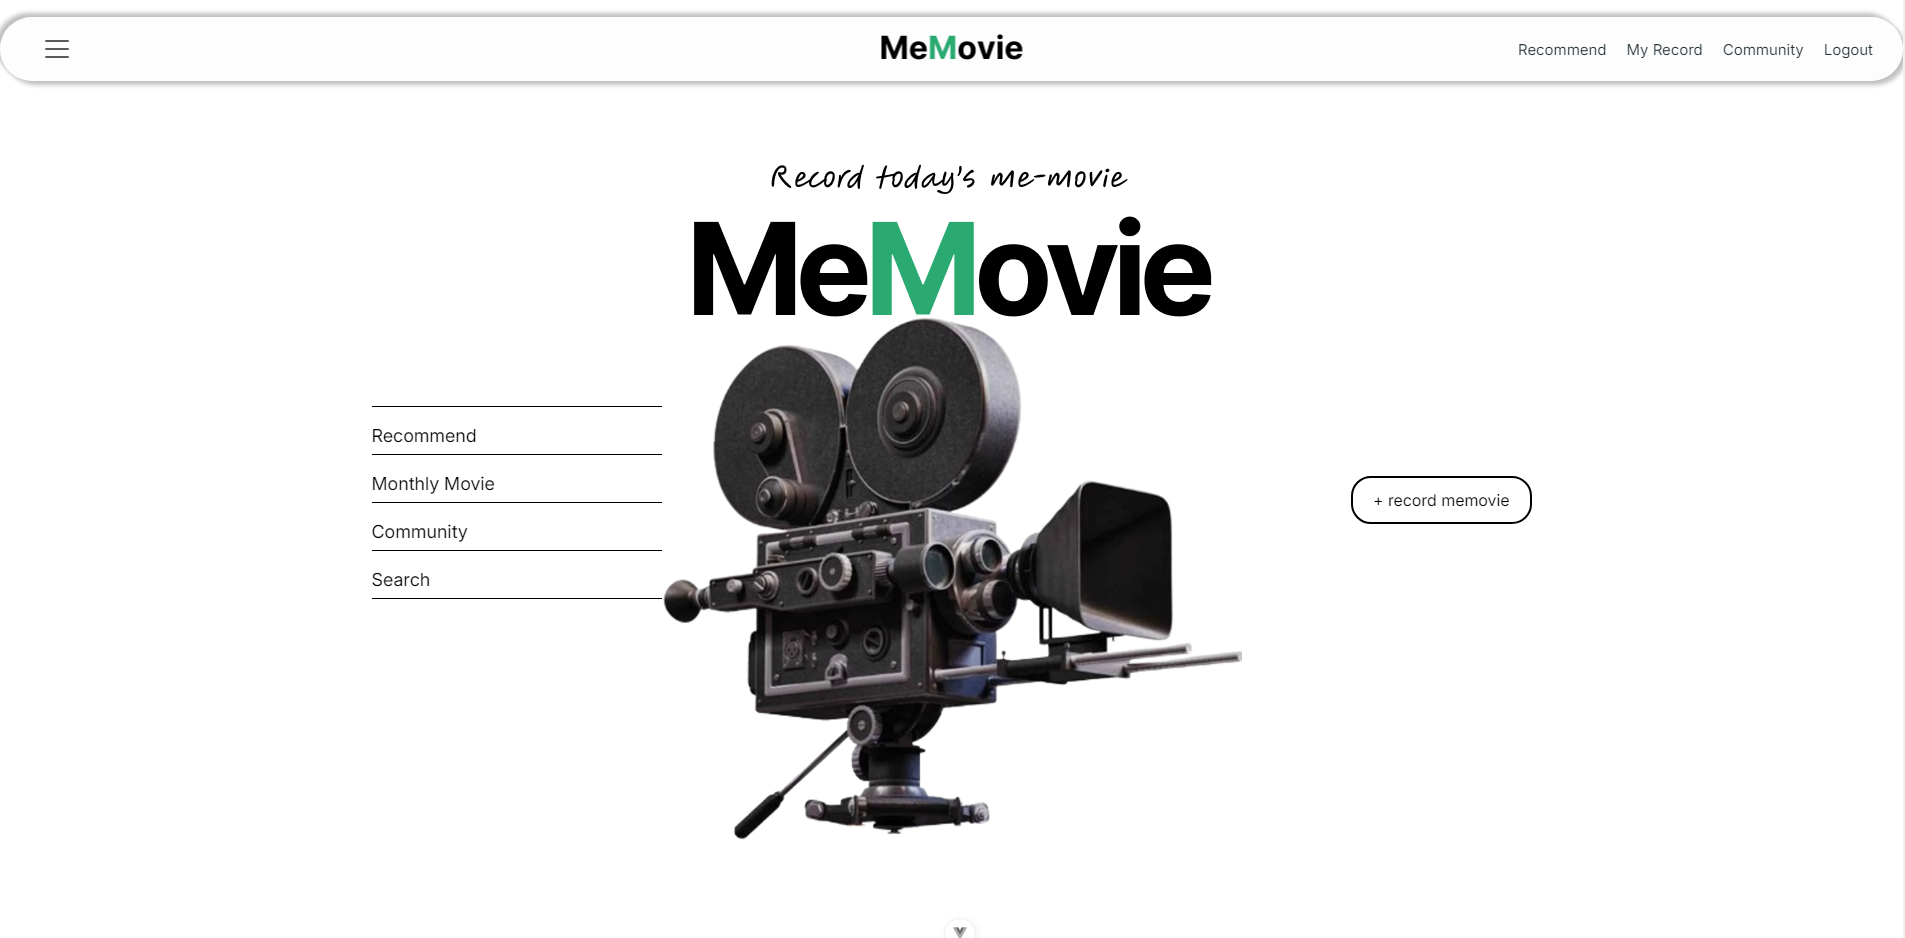 MeMovie
Recommend My Record Community Logout
Record today's me-movie
MeMovie
Recommend
Monthly Movie
Community
Search
+ record memovie